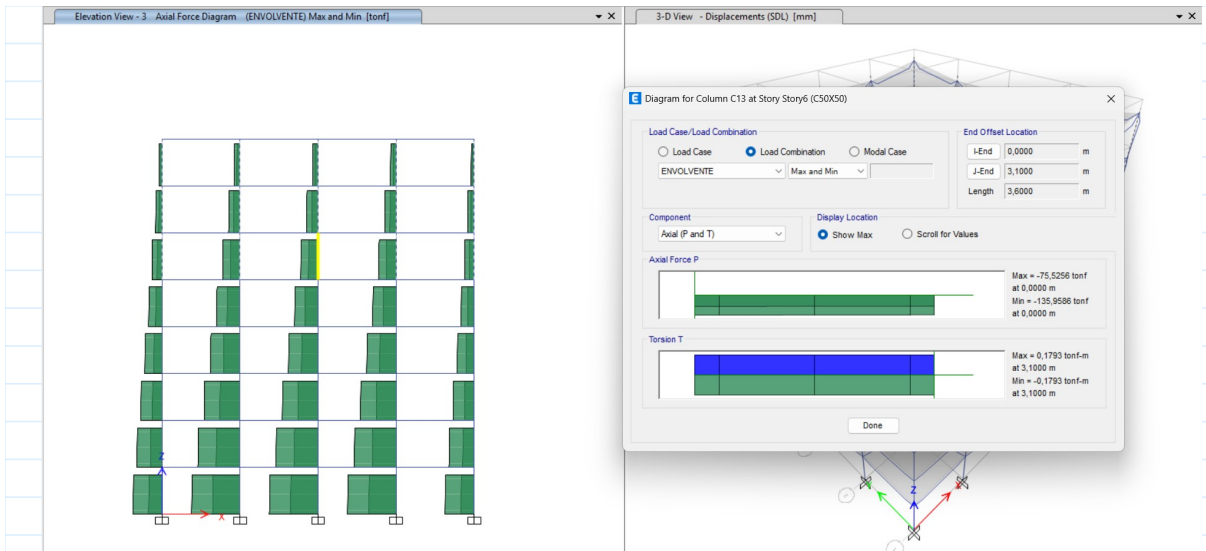 Elevation View - 3 Axial Force Diagram (ENVOLVENTE) Max and Min [tonf]
3-D View - Displacements (SDL) [mm]
Diagram for Column C13 at Story Story6 (C50X50)
Load Case/Load Combination
Load Case
Load Combination
Modal Case
ENVOLVENTE
Max and Min
End Offset Location
I-End
0,0000
m
J-End
3,1000
m
Length
3,6000
m
Component
Axial (P and T)
Display Location
Show Max
Scroll for Values
Axial Force P
Max = -75,5256 tonf
at 0,0000 m
Min = -135,9586 tonf
at 0,0000 m
Torsion T
Max = 0,1793 tonf-m
at 3,1000 m
Min = -0,1793 tonf-m
at 3,1000 m
Done
Z
X
Z